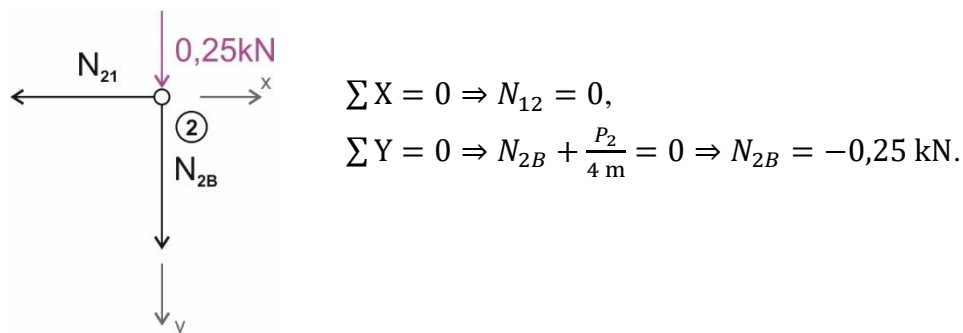 0,25kN
N₂₁
x
2
N₂B
y
∑ X = 0 ⇒ N₁₂ = 0,
∑ Y = 0 ⇒ N₂B + P₂/4 m = 0 ⇒ N₂B = −0,25 kN.